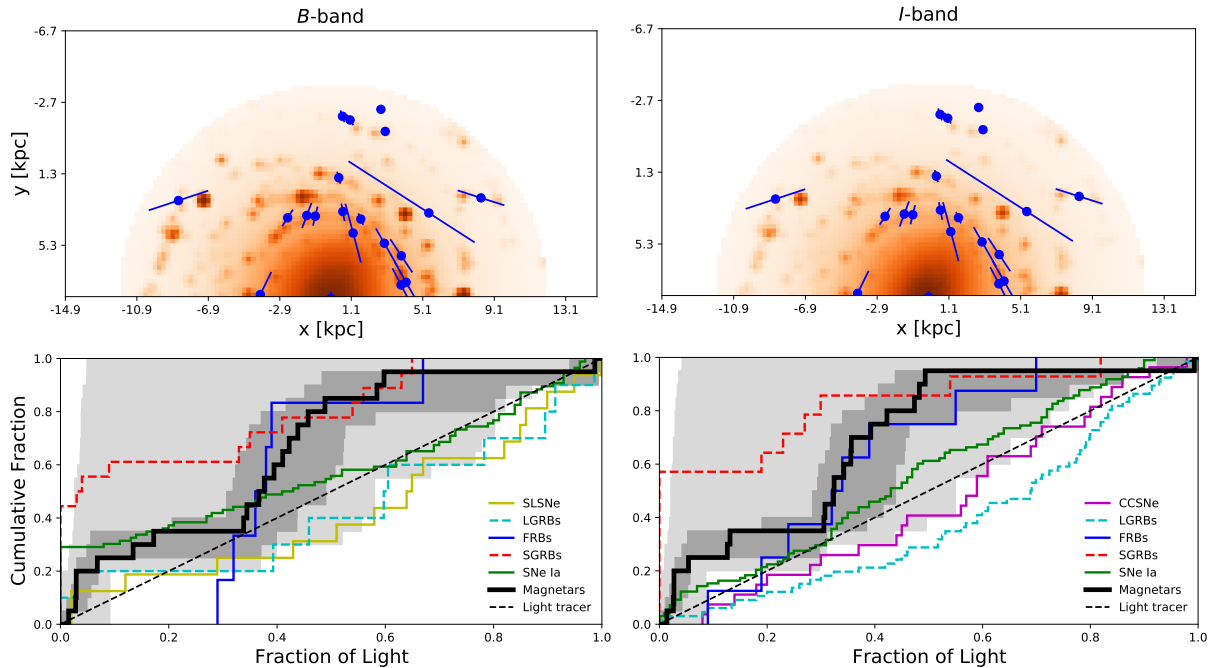 B-band
I-band
-6.7
-2.7
1.3
5.3
y [kpc]
-14.9 -10.9 -6.9 -2.9 1.1 5.1 9.1 13.1
x [kpc]
-6.7
-2.7
1.3
5.3
-14.9 -10.9 -6.9 -2.9 1.1 5.1 9.1 13.1
x [kpc]
1.0
0.8
0.6
0.4
0.2
0.0
Cumulative Fraction
SLSNe
LGRBs
FRBs
SGRBs
SNe Ia
Magnetars
Light tracer
0.0 0.2 0.4 0.6 0.8 1.0
Fraction of Light
1.0
0.8
0.6
0.4
0.2
0.0
CCSNe
LGRBs
FRBs
SGRBs
SNe Ia
Magnetars
Light tracer
0.0 0.2 0.4 0.6 0.8 1.0
Fraction of Light